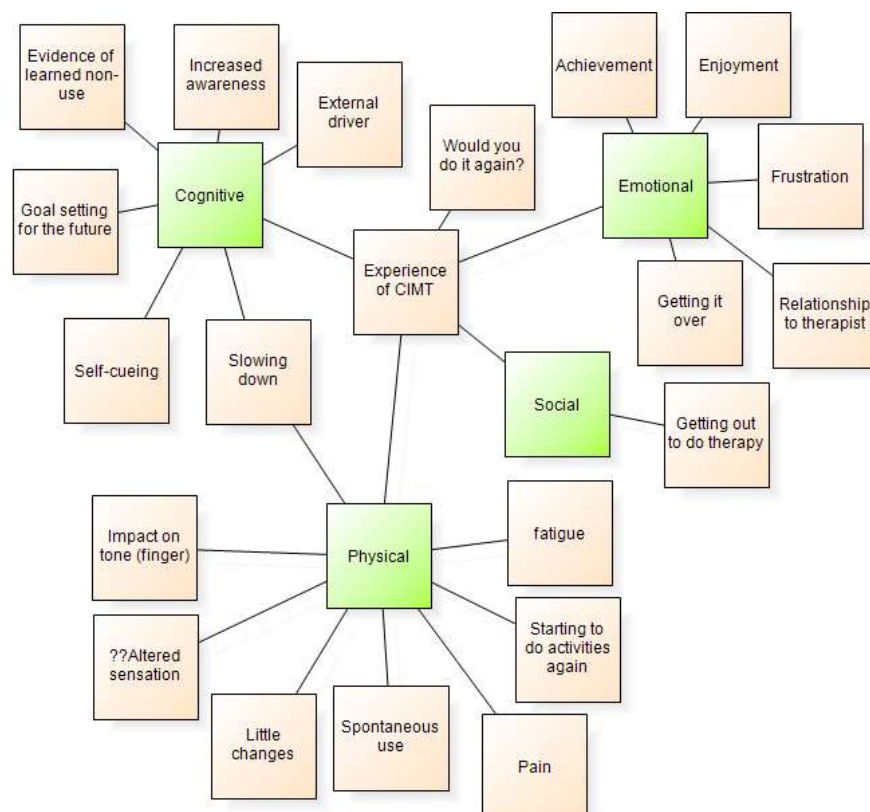 Evidence of
learned non-
use
Increased
awareness
External
driver
Cognitive
Goal setting
for the future
Self-cueing
Slowing
down
Would you
do it again?
Experience
of CIMT
Achievement
Enjoyment
Emotional
Frustration
Getting it
over
Relationship
to therapist
Social
Getting out
to do therapy
Physical
Impact on
tone (finger)
??Altered
sensation
Little
changes
Spontaneous
use
Pain
Starting to
do activities
again
fatigue